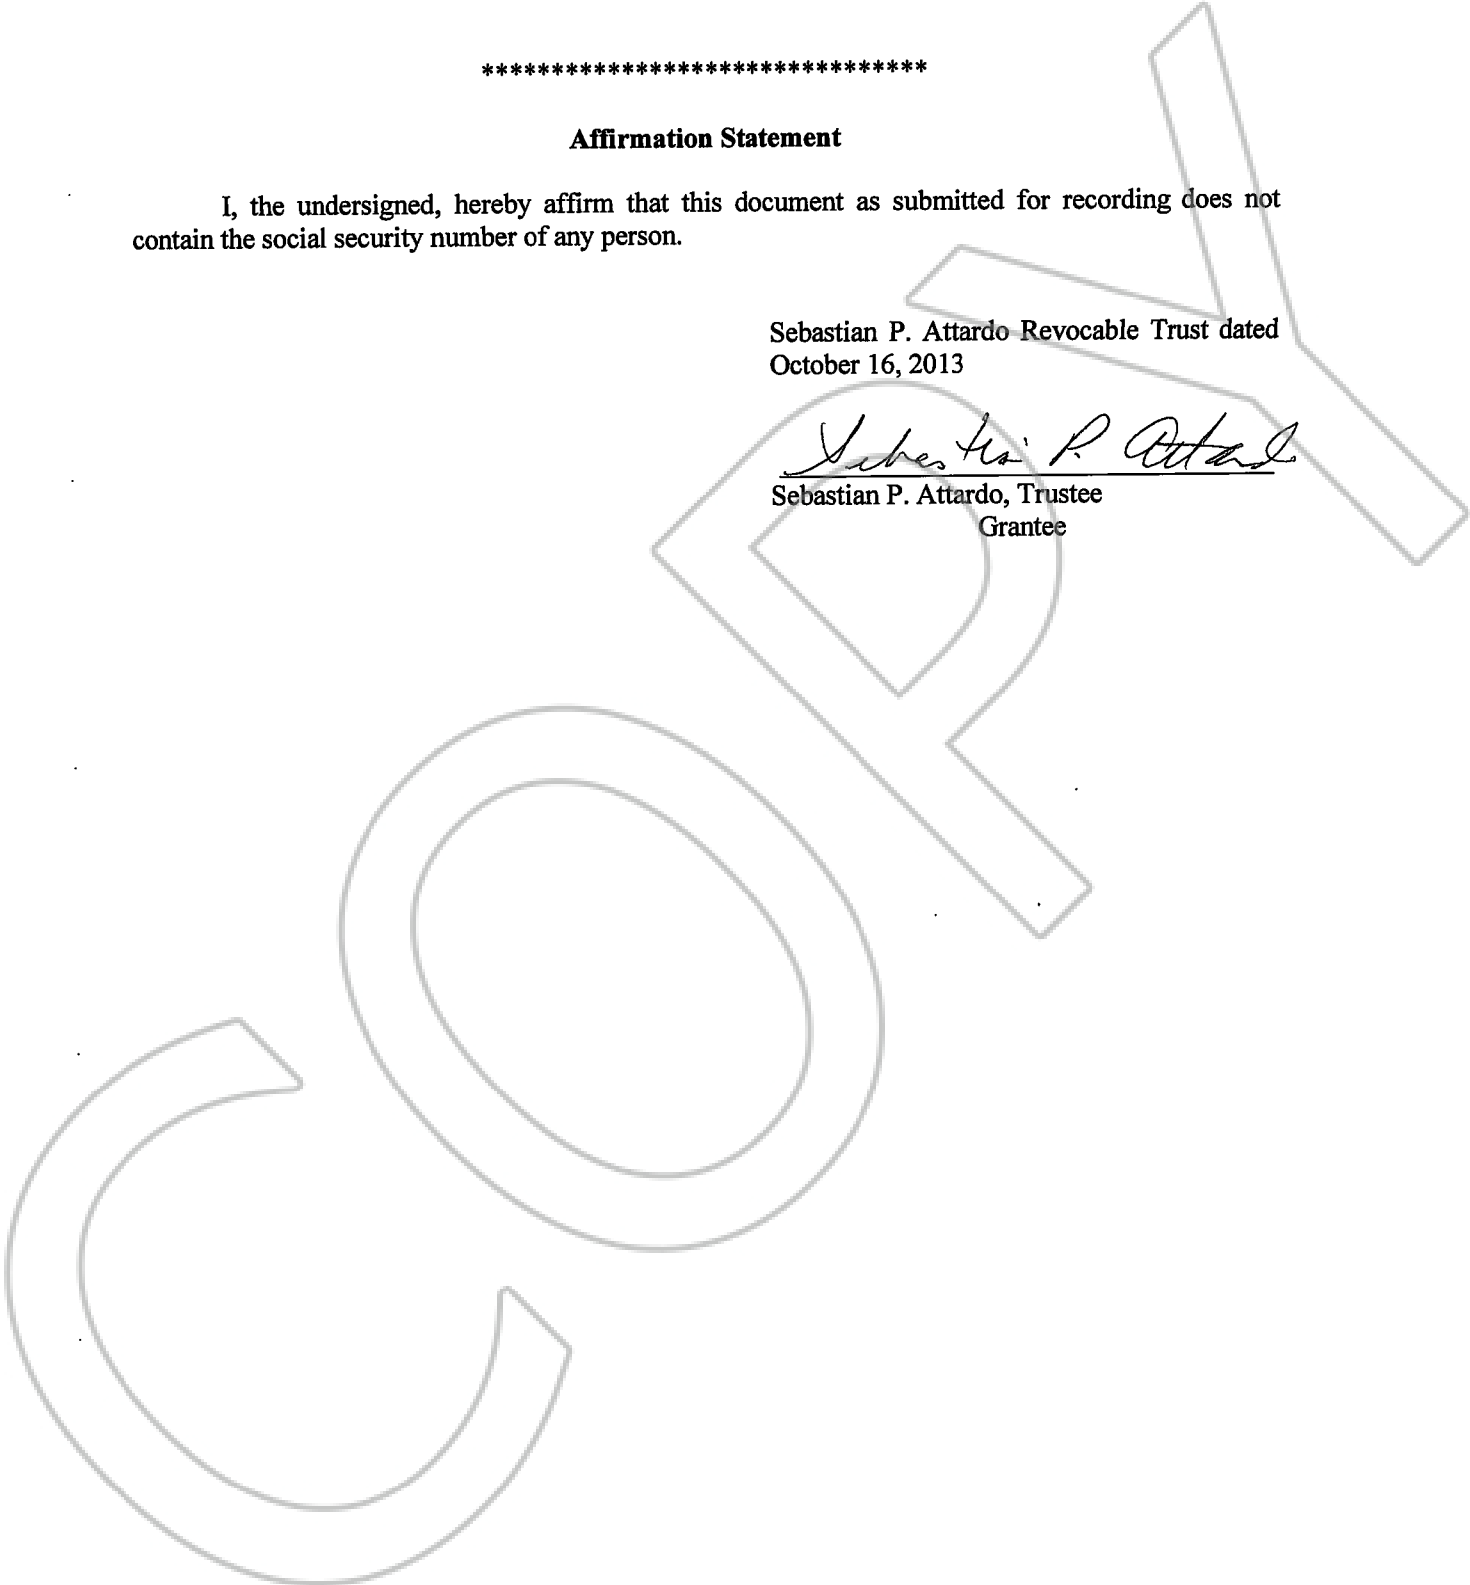 ********************************
Affirmation Statement
I, the undersigned, hereby affirm that this document as submitted for recording does not
contain the social security number of any person.
Sebastian P. Attardo Revocable Trust dated
October 16, 2013
Sebastian P. Attardo
Sebastian P. Attardo, Trustee
Grantee
COPY